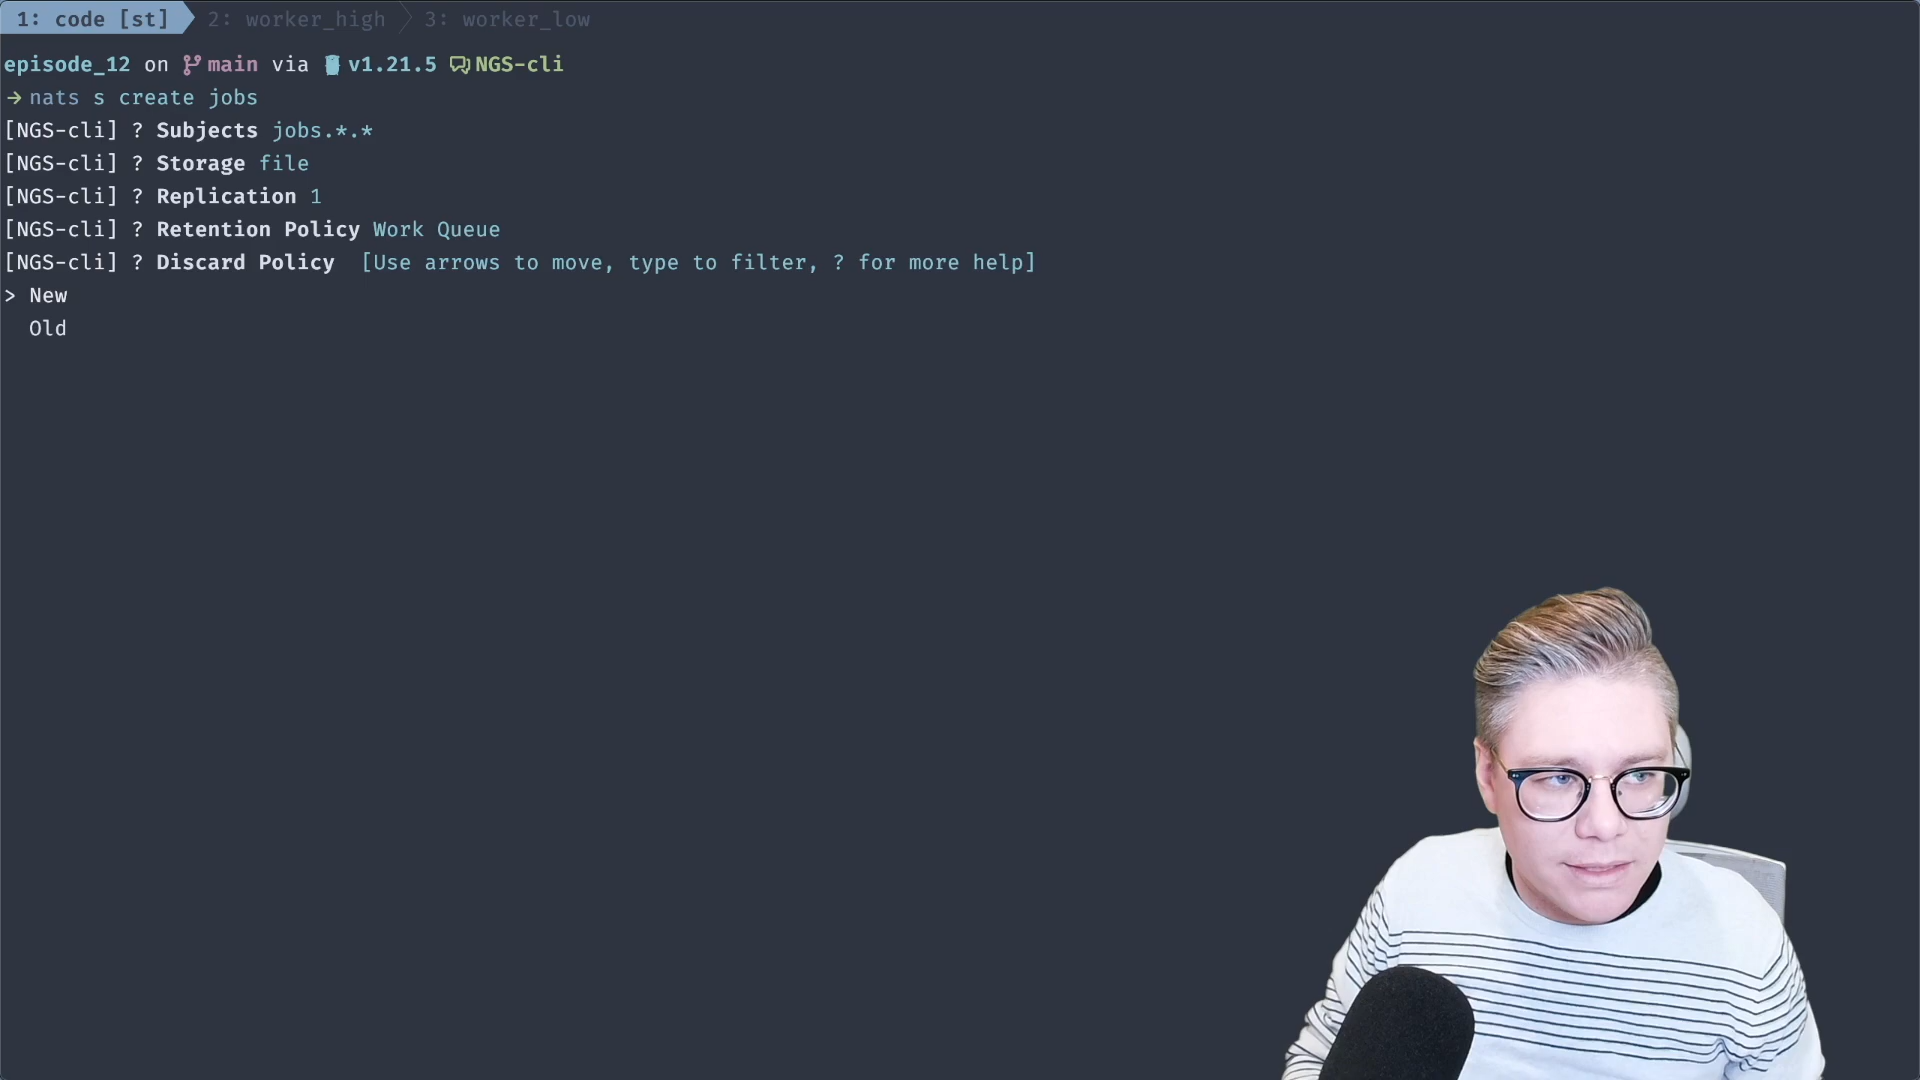 1: code [st] 2: worker_high 3: worker_low
episode_12 on main via v1.21.5 NGS-cli
→ nats s create jobs
[NGS-cli] ? Subjects jobs.*.*
[NGS-cli] ? Storage file
[NGS-cli] ? Replication 1
[NGS-cli] ? Retention Policy Work Queue
[NGS-cli] ? Discard Policy  [Use arrows to move, type to filter, ? for more help]
> New
Old